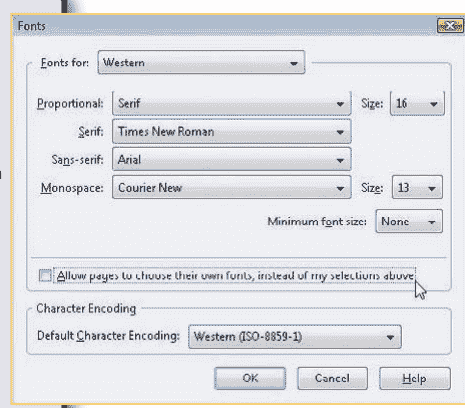 Fonts
Fonts for: Western
Proportional: Serif Size: 16
Serif: Times New Roman
Sans-serif: Arial
Monospace: Courier New Size: 13
Minimum font size: None
Allow pages to choose their own fonts, instead of my selections above
Character Encoding
Default Character Encoding: Western (ISO-8859-1)
OK Cancel Help